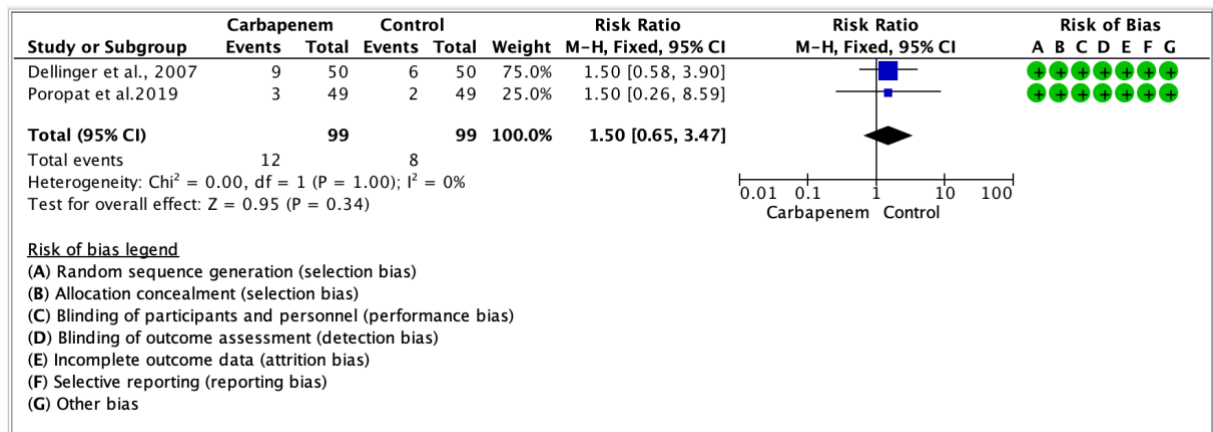 Carbapenem Control Risk Ratio Risk Ratio Risk of Bias
Study or Subgroup Events Total Events Total Weight M-H, Fixed, 95% CI M-H, Fixed, 95% CI A B C D E F G
Dellinger et al., 2007 9 50 6 50 75.0% 1.50 [0.58, 3.90] + + + + + + +
Poropat et al.2019 3 49 2 49 25.0% 1.50 [0.26, 8.59] + + + + + + +
Total (95% CI) 99 99 100.0% 1.50 [0.65, 3.47]
Total events 12 8
Heterogeneity: Chi² = 0.00, df = 1 (P = 1.00); I² = 0%
Test for overall effect: Z = 0.95 (P = 0.34)
0.01 0.1 1 10 100
Carbapenem Control
Risk of bias legend
(A) Random sequence generation (selection bias)
(B) Allocation concealment (selection bias)
(C) Blinding of participants and personnel (performance bias)
(D) Blinding of outcome assessment (detection bias)
(E) Incomplete outcome data (attrition bias)
(F) Selective reporting (reporting bias)
(G) Other bias